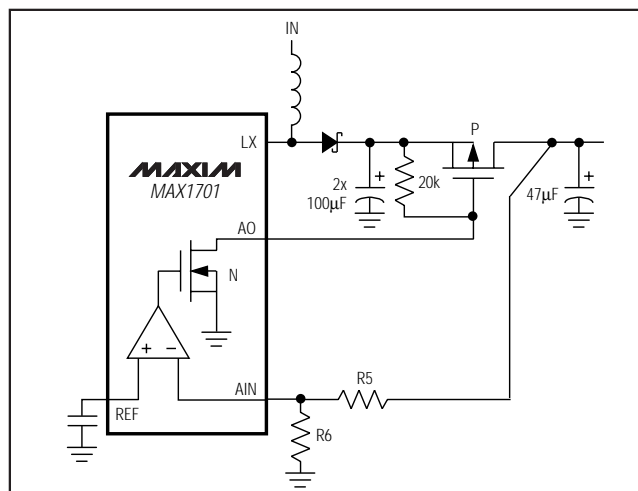 IN
LX
P
MAXIM
MAX1701
+
2x
100µF
20k
+
47µF
AO
N
+ −
AIN
R5
REF
R6